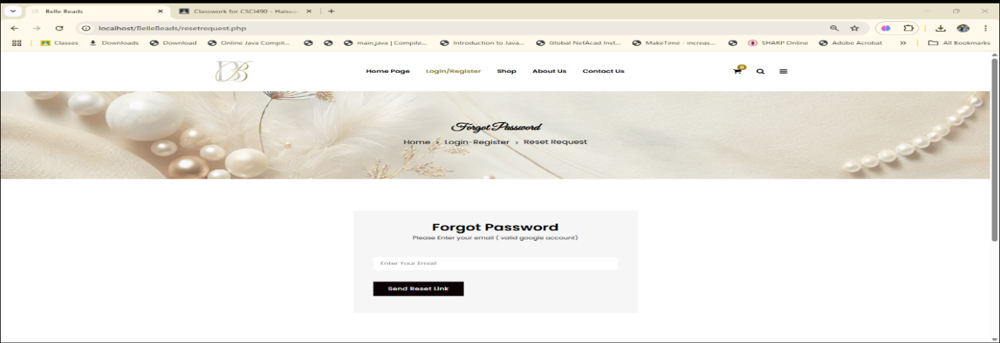 Belle Beads
Classwork for CSCI490 - Haissa
localhost/BelleBeads/resetrequest.php
Classes Downloads Download Online Java Compil... main.java | Compile... Introduction to Java... Global NetAcad Inst... MakeTime - increas... SHARP Online Adobe Acrobat All Bookmarks
Home Page Login/Register Shop About Us Contact Us 0
Forgot Password
Home > Login-Register > Reset Request
Forgot Password
Please Enter your email ( valid google account)
Enter Your Email
Send Reset Link